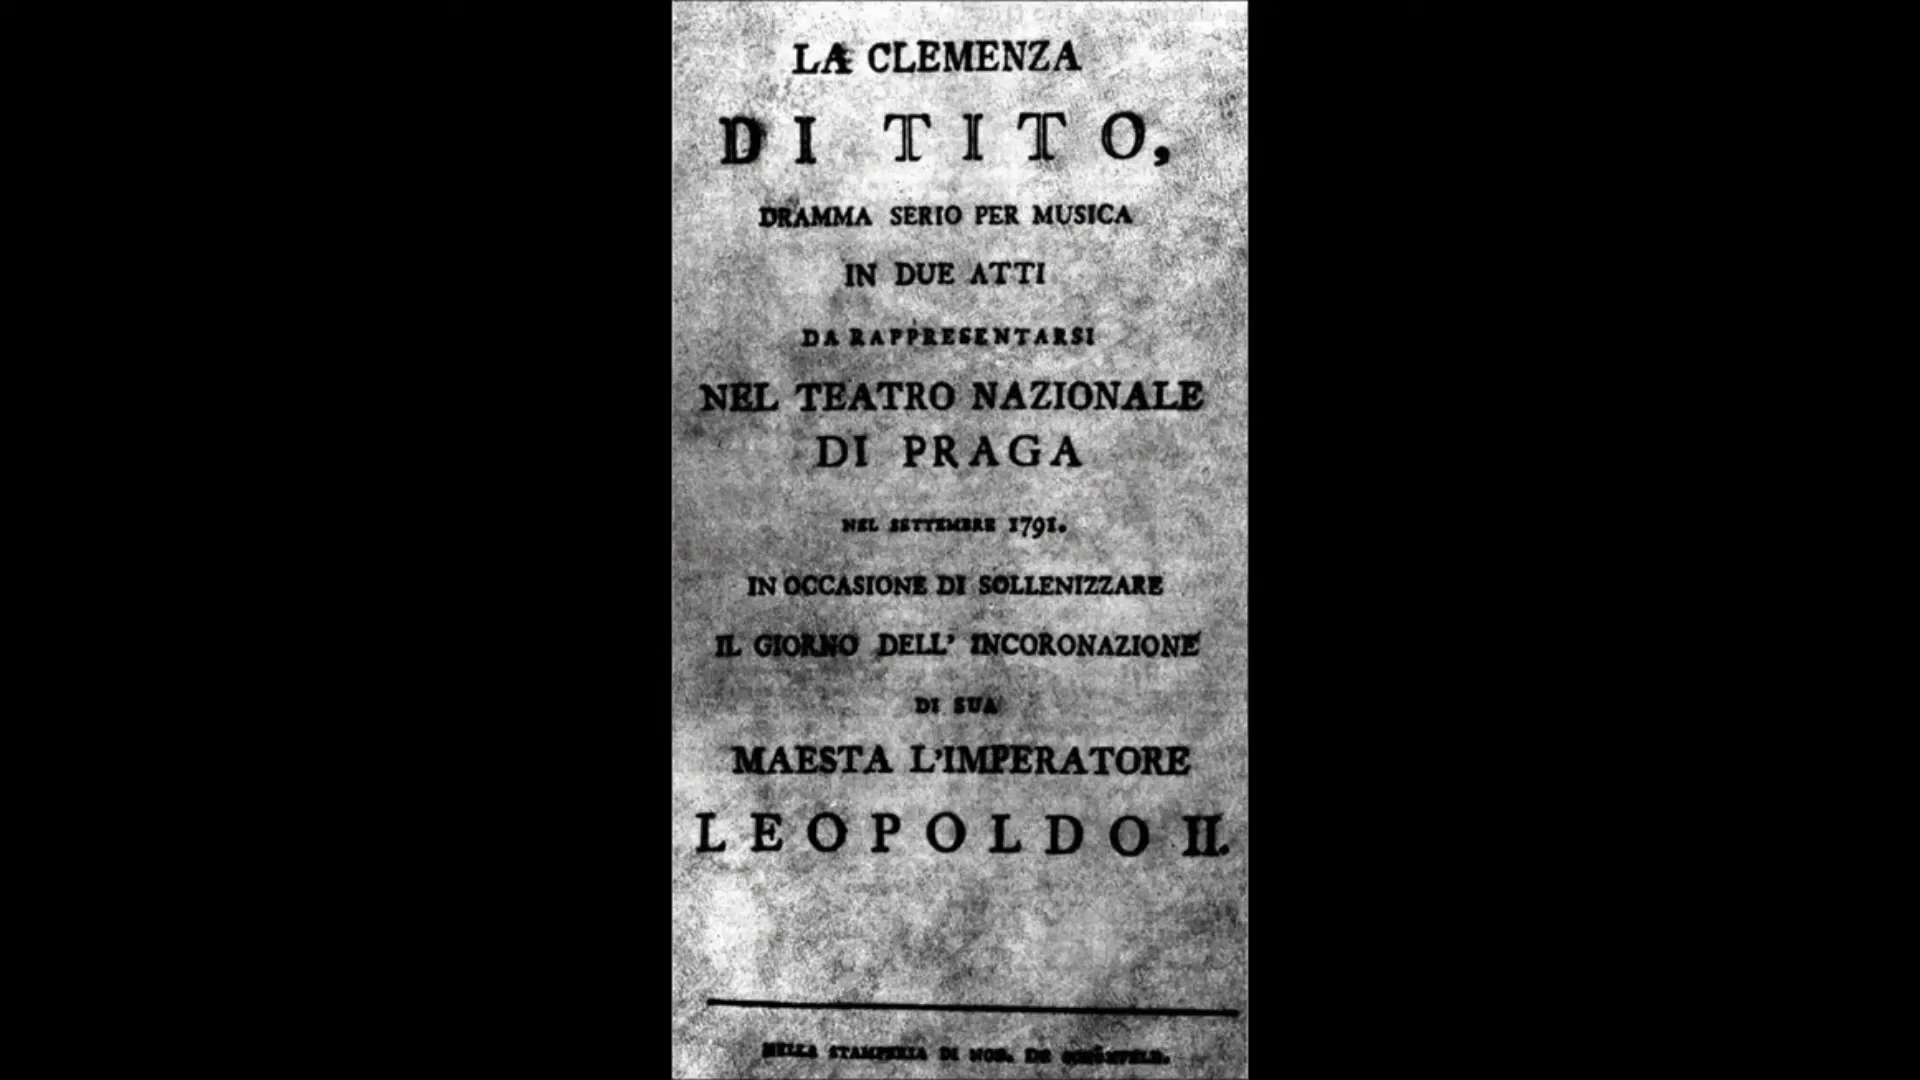 LA CLEMENZA
DI TITO,
DRAMMA SERIO PER MUSICA
IN DUE ATTI
DA RAPPRESENTARSI
NEL TEATRO NAZIONALE
DI PRAGA
NEL SETTEMBRE 1791.
IN OCCASIONE DI SOLLENIZZARE
IL GIORNO DELL' INCORONAZIONE
DI SUA
MAESTA L'IMPERATORE
LEOPOLDO II.
NELLA STAMPERIA DI NOB. DE SCHÖNFELD.